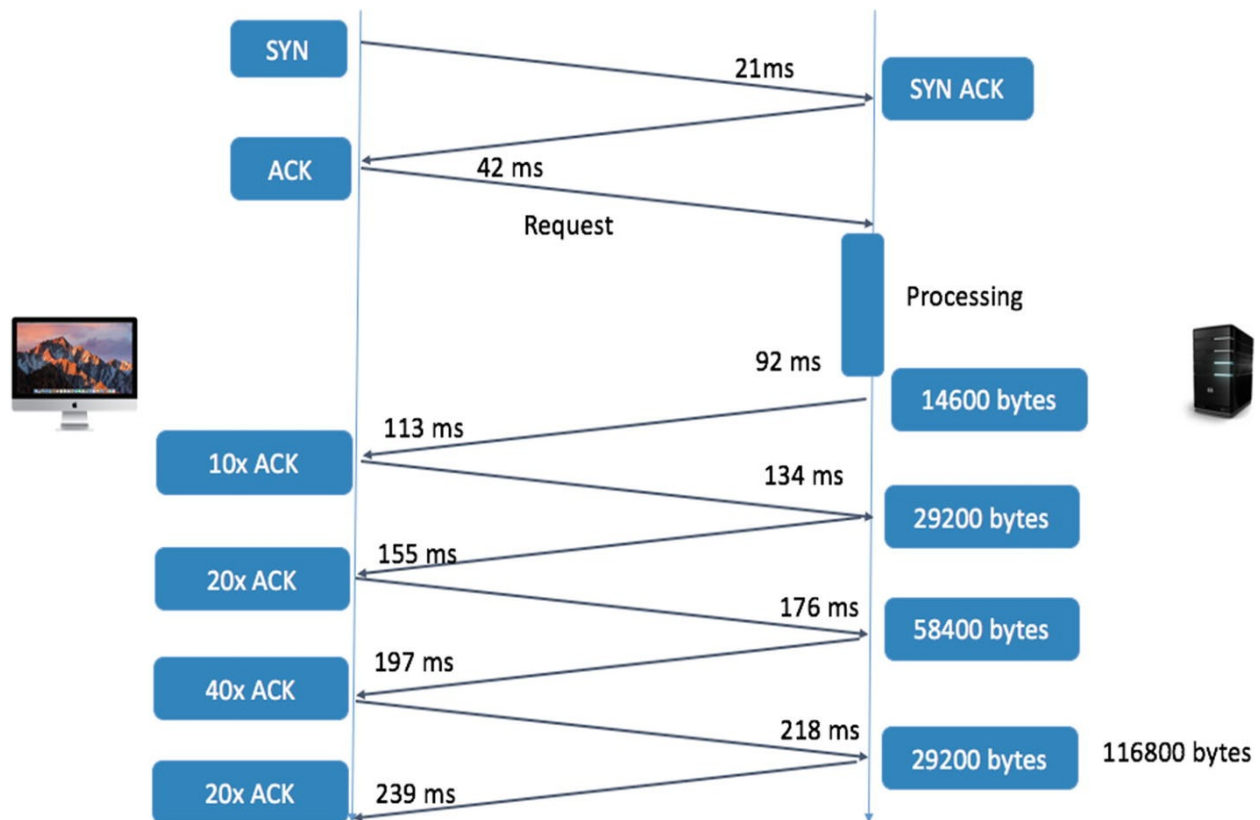 SYN
21ms
SYN ACK
ACK
42 ms
Request
Processing
92 ms
14600 bytes
113 ms
10x ACK
134 ms
29200 bytes
155 ms
20x ACK
176 ms
58400 bytes
197 ms
40x ACK
218 ms
29200 bytes
116800 bytes
20x ACK
239 ms